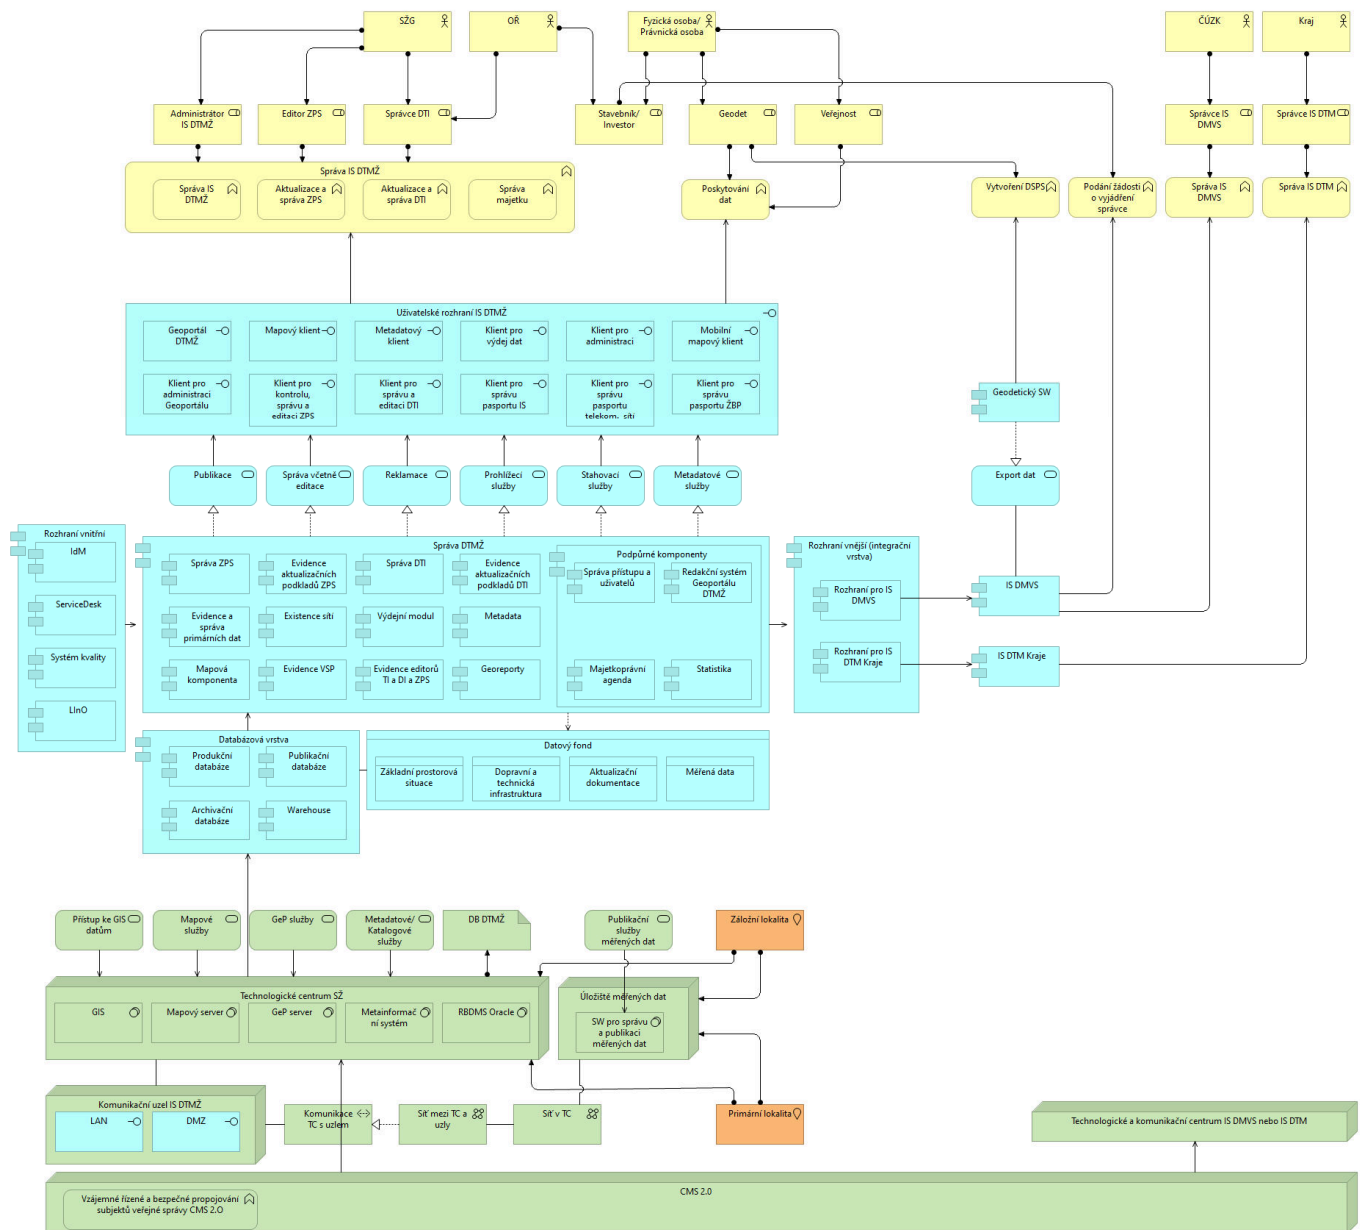 SŽG
OŘ
Fyzická osoba/
Právnická osoba
ČÚZK
Kraj
Administrátor
IS DTMŽ
Editor ZPS
Správce DTI
Stavebník/
Investor
Geodet
Veřejnost
Správce IS
DMVS
Správce IS DTM
Správa IS DTMŽ
Správa IS
DTMŽ
Aktualizace a
správa ZPS
Aktualizace a
správa DTI
Správa
majetku
Poskytování
dat
Vytvoření DSPS
Podání žádosti
o vyjádření
správce
Správa IS
DMVS
Správa IS DTM
Uživatelské rozhraní IS DTMŽ
Geoportál
DTMŽ
Mapový klient
Metadatový
klient
Klient pro
výdej dat
Klient pro
administraci
Mobilní
mapový klient
Klient pro
administraci
Geoportálu
Klient pro
kontrolu,
správu a
editaci ZPS
Klient pro
správu a
editaci DTI
Klient pro
správu
pasportu IS
Klient pro
správu
pasportu
telekom. sítí
Klient pro
správu
pasportu ŽBP
Geodetický SW
Publikace
Správa včetně
editace
Reklamace
Prohlížecí
služby
Stahovací
služby
Metadatové
služby
Export dat
Rozhraní vnitřní
IdM
ServiceDesk
Systém kvality
LInO
Správa DTMŽ
Správa ZPS
Evidence
aktualizačních
podkladů ZPS
Správa DTI
Evidence
aktualizačních
podkladů DTI
Evidence a
správa
primárních dat
Existence sítí
Výdejní modul
Metadata
Mapová
komponenta
Evidence VSP
Evidence editorů
TI a DI a ZPS
Georeporty
Podpůrné komponenty
Správa přístupu a
uživatelů
Redakční systém
Geoportálu
DTMŽ
Majetkoprávní
agenda
Statistika
Rozhraní vnější (integrační
vrstva)
Rozhraní pro IS
DMVS
Rozhraní pro IS
DTM Kraje
IS DMVS
IS DTM Kraje
Databázová vrstva
Produkční
databáze
Publikační
databáze
Archivační
databáze
Warehouse
Datový fond
Základní prostorová
situace
Dopravní a
technická
infrastruktura
Aktualizační
dokumentace
Měřená data
Přístup ke GIS
datům
Mapové
služby
GeP služby
Metadatové/
Katalogové
služby
DB DTMŽ
Publikační
služby
měřených dat
Záložní lokalita
Technologické centrum SŽ
GIS
Mapový server
GeP server
Metainformač
ní systém
RBDMS Oracle
Úložiště měřených dat
SW pro správu
a publikaci
měřených dat
Komunikační uzel IS DTMŽ
LAN
DMZ
Komunikace
TC s uzlem
Síť mezi TC a
uzly
Síť v TC
Primární lokalita
Technologické a komunikační centrum IS DMVS nebo IS DTM
CMS 2.0
Vzájemné řízené a bezpečné propojování
subjektů veřejné správy CMS 2.O